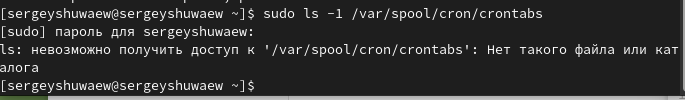 [sergeyshuwaew@sergeyshuwaew ~]$ sudo ls -1 /var/spool/cron/crontabs
[sudo] пароль для sergeyshuwaew:
ls: невозможно получить доступ к '/var/spool/cron/crontabs': Нет такого файла или кат
алога
[sergeyshuwaew@sergeyshuwaew ~]$